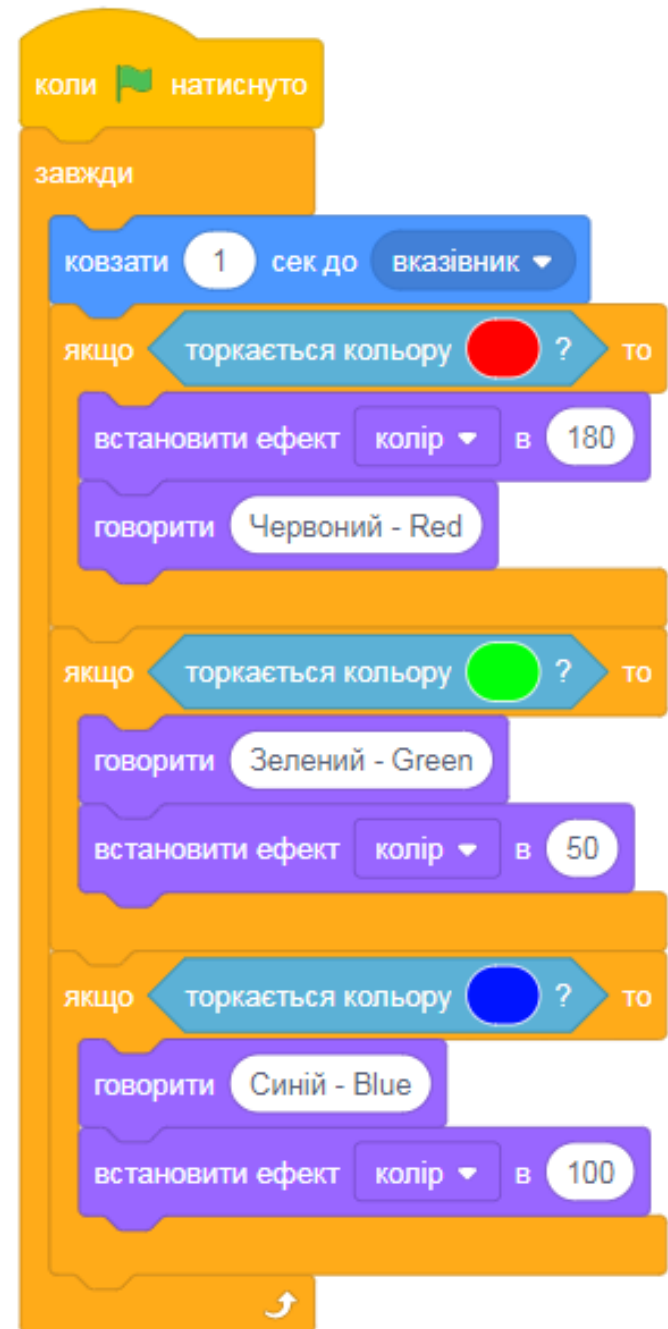 коли натиснуто
завжди
ковзати 1 сек до вказівник
якщо торкається кольору ? то
встановити ефект колір в 180
говорити Червоний - Red
якщо торкається кольору ? то
говорити Зелений - Green
встановити ефект колір в 50
якщо торкається кольору ? то
говорити Синій - Blue
встановити ефект колір в 100